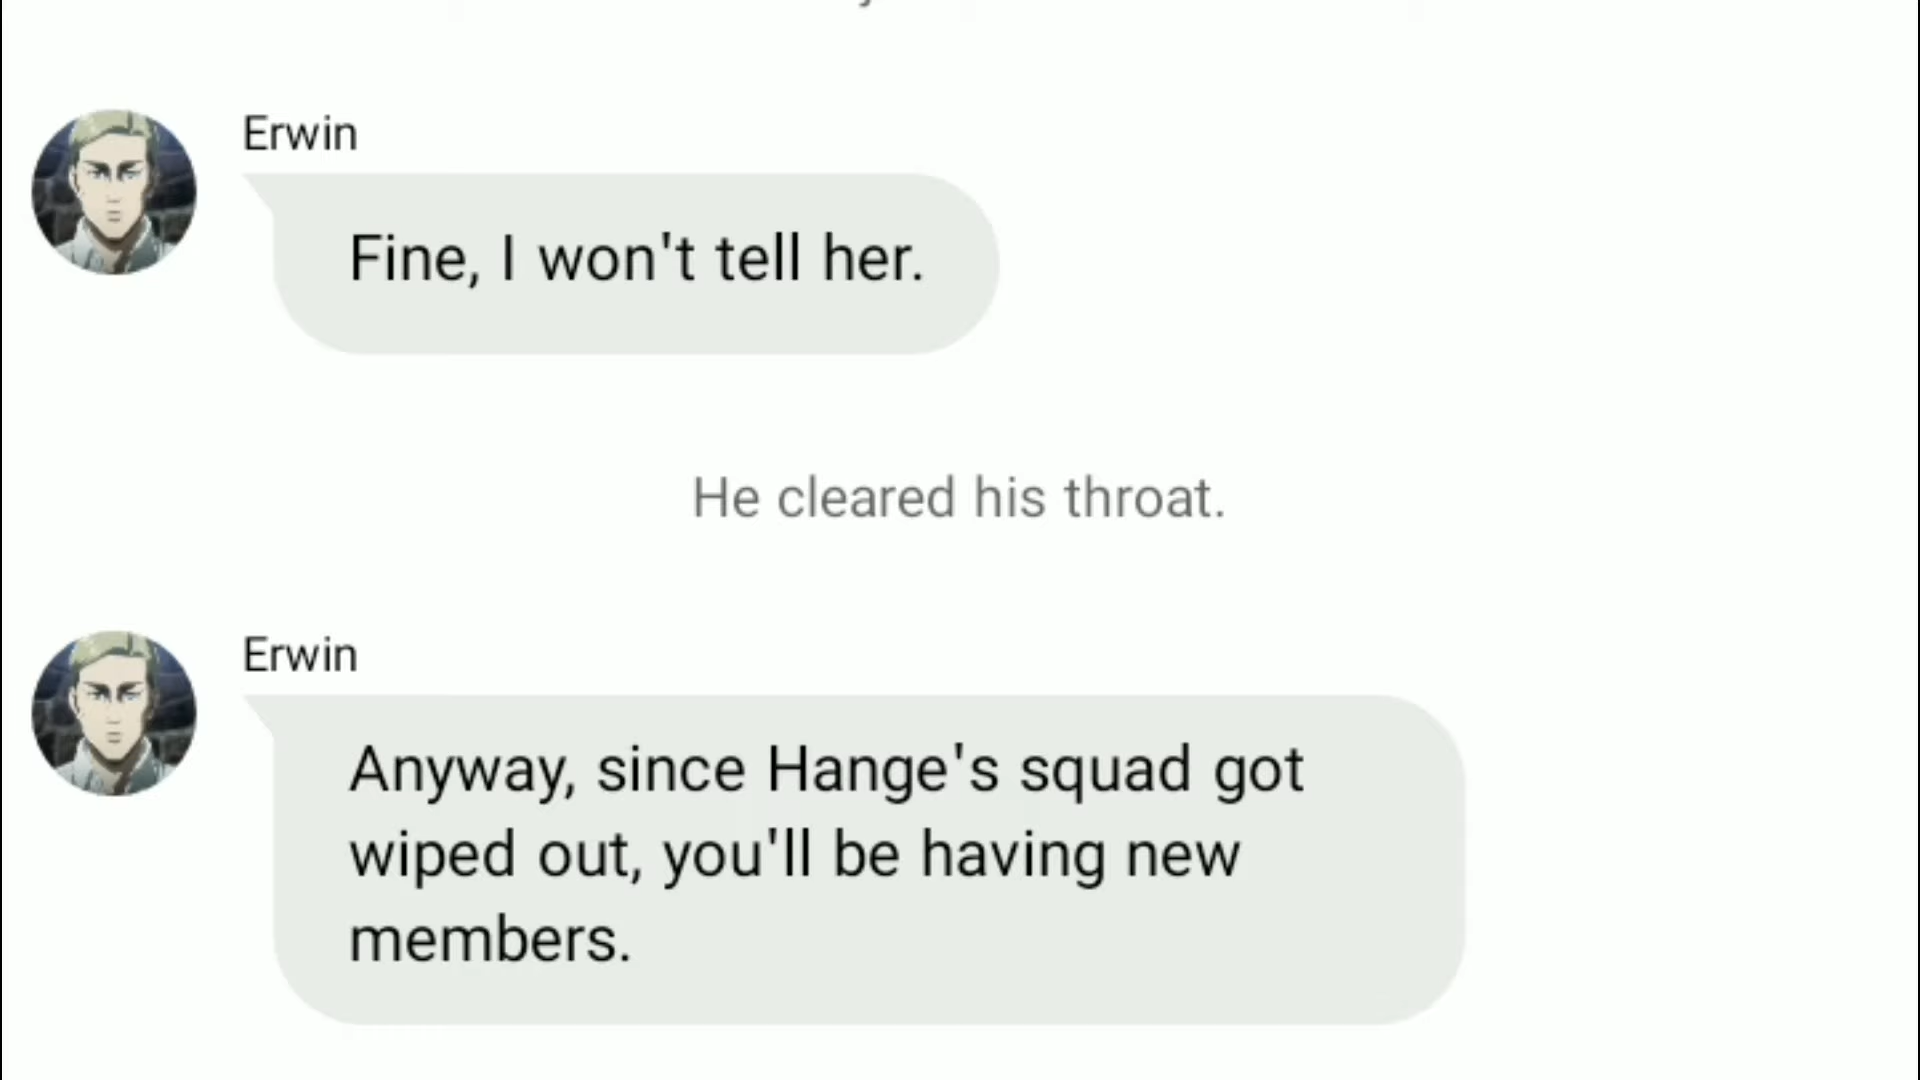 Erwin
Fine, I won't tell her.
He cleared his throat.
Erwin
Anyway, since Hange's squad got
wiped out, you'll be having new
members.